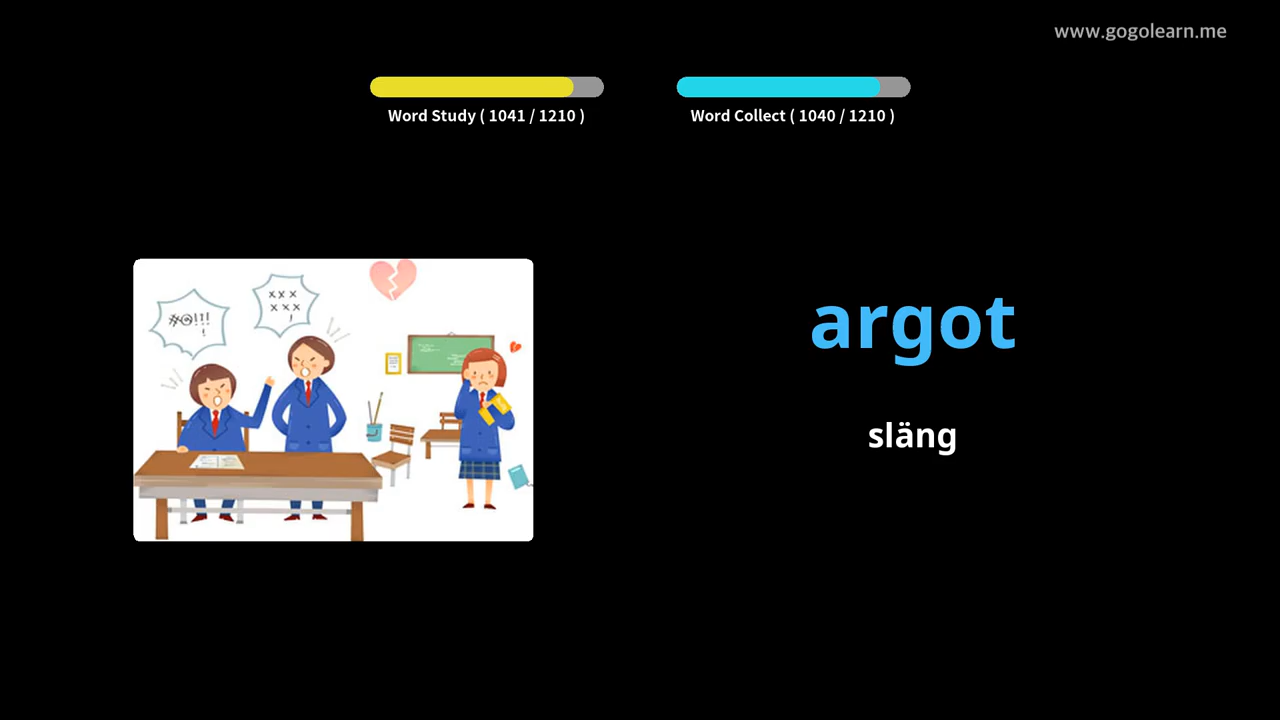 www.gogolearn.me
Word Study ( 1041 / 1210 )
Word Collect ( 1040 / 1210 )
#@!!!
!
x x x
x x x
!
argot
släng